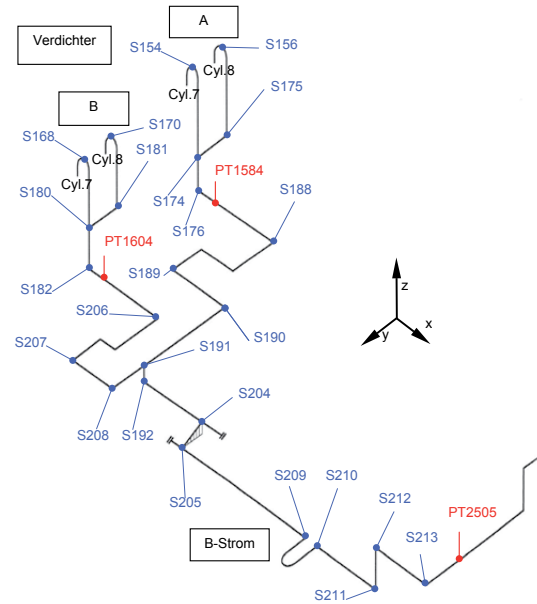 A
Verdichter
S154
S156
Cyl.8
Cyl.7
S175
B
S168
S170
Cyl.8
S181
Cyl.7
PT1584
S180
S174
S188
S176
PT1604
S189
z
S182
x
y
S206
S190
S207
S191
S204
S208
S192
S205
S209
S210
S212
B-Strom
S213
PT2505
S211